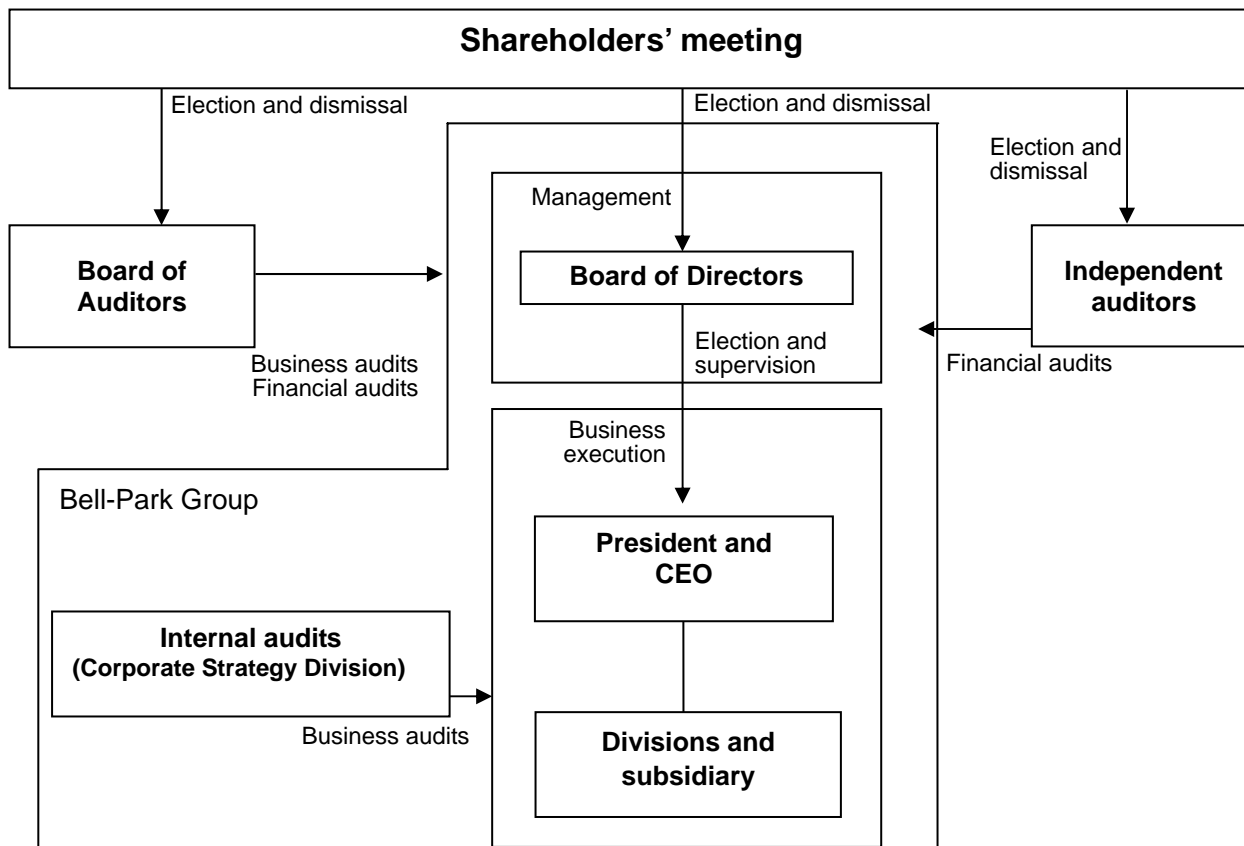 Shareholders’ meeting
Election and dismissal
Election and dismissal
Election and
dismissal
Management
Board of
Auditors
Board of Directors
Independent
auditors
Business audits
Financial audits
Election and
supervision
Financial audits
Business
execution
Bell-Park Group
President and
CEO
Internal audits
(Corporate Strategy Division)
Business audits
Divisions and
subsidiary